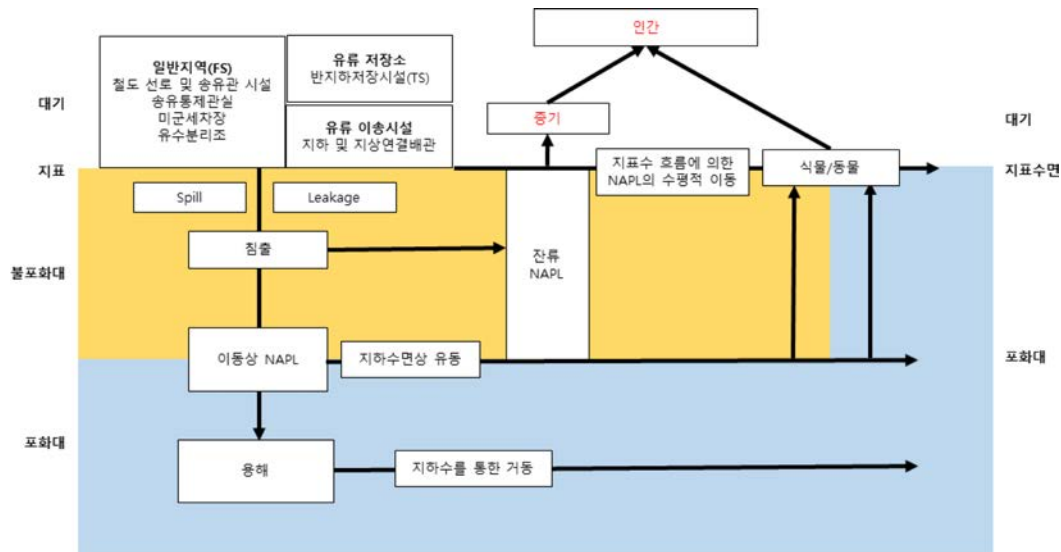 인간
일반지역(FS)
철도 선로 및 송유관 시설
송유통제관실
미군세차장
유수분리조
유류 저장소
반지하저장시설(TS)
유류 이송시설
지하 및 지상연결배관
대기
증기
대기
지표
지표수 흐름에 의한
NAPL의 수평적 이동
식물/동물
지표수면
Spill
Leakage
침출
잔류
NAPL
불포화대
이동상 NAPL
지하수면상 유동
포화대
포화대
용해
지하수를 통한 거동